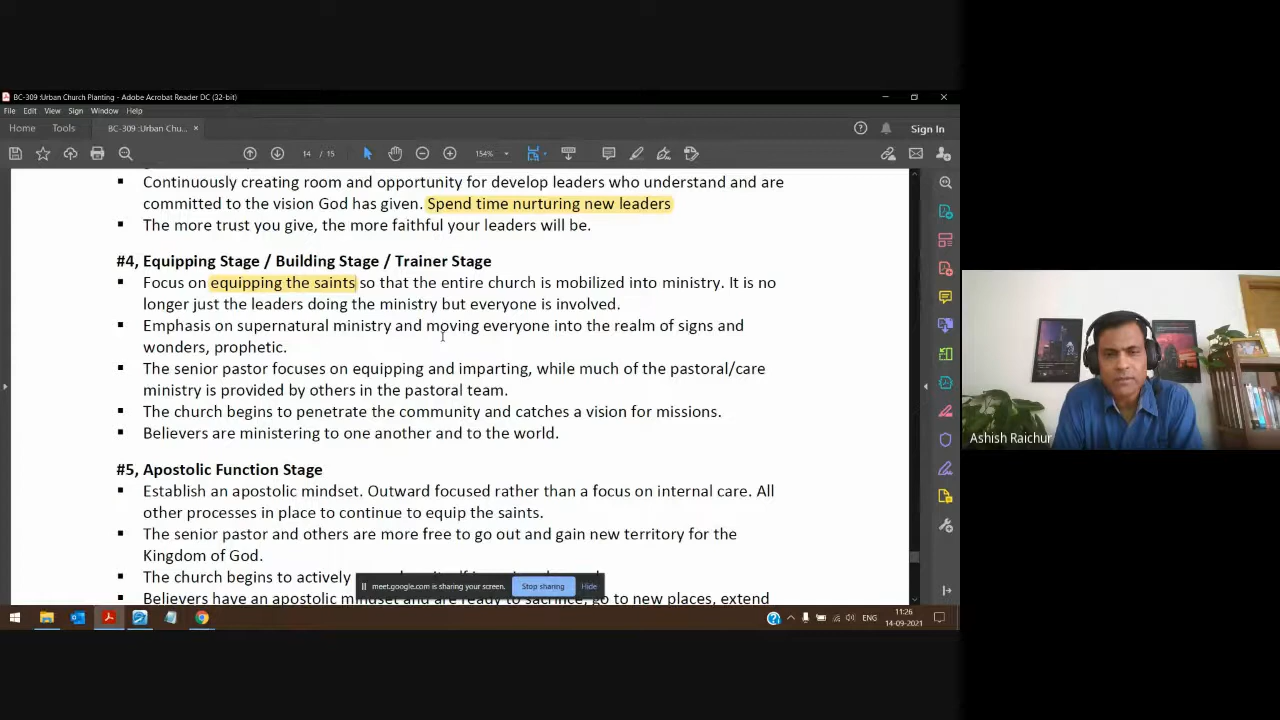 BC-309 :Urban Church Planting - Adobe Acrobat Reader DC (32-bit)
File Edit View Sign Window Help
Home Tools BC-309 :Urban Chu... × Sign In
14 / 15 154%
▪ Continuously creating room and opportunity for develop leaders who understand and are
committed to the vision God has given. Spend time nurturing new leaders
▪ The more trust you give, the more faithful your leaders will be.
#4, Equipping Stage / Building Stage / Trainer Stage
▪ Focus on equipping the saints so that the entire church is mobilized into ministry. It is no
longer just the leaders doing the ministry but everyone is involved.
▪ Emphasis on supernatural ministry and moving everyone into the realm of signs and
wonders, prophetic.
▪ The senior pastor focuses on equipping and imparting, while much of the pastoral/care
ministry is provided by others in the pastoral team.
▪ The church begins to penetrate the community and catches a vision for missions.
▪ Believers are ministering to one another and to the world.
#5, Apostolic Function Stage
▪ Establish an apostolic mindset. Outward focused rather than a focus on internal care. All
other processes in place to continue to equip the saints.
▪ The senior pastor and others are more free to go out and gain new territory for the
Kingdom of God.
▪ The church begins to actively
meet.google.com is sharing your screen. Stop sharing Hide
▪ Believers have an apostolic mindset and are ready to sacrifice, go to new places, extend
ENG
11:26
14-09-2021
Ashish Raichur